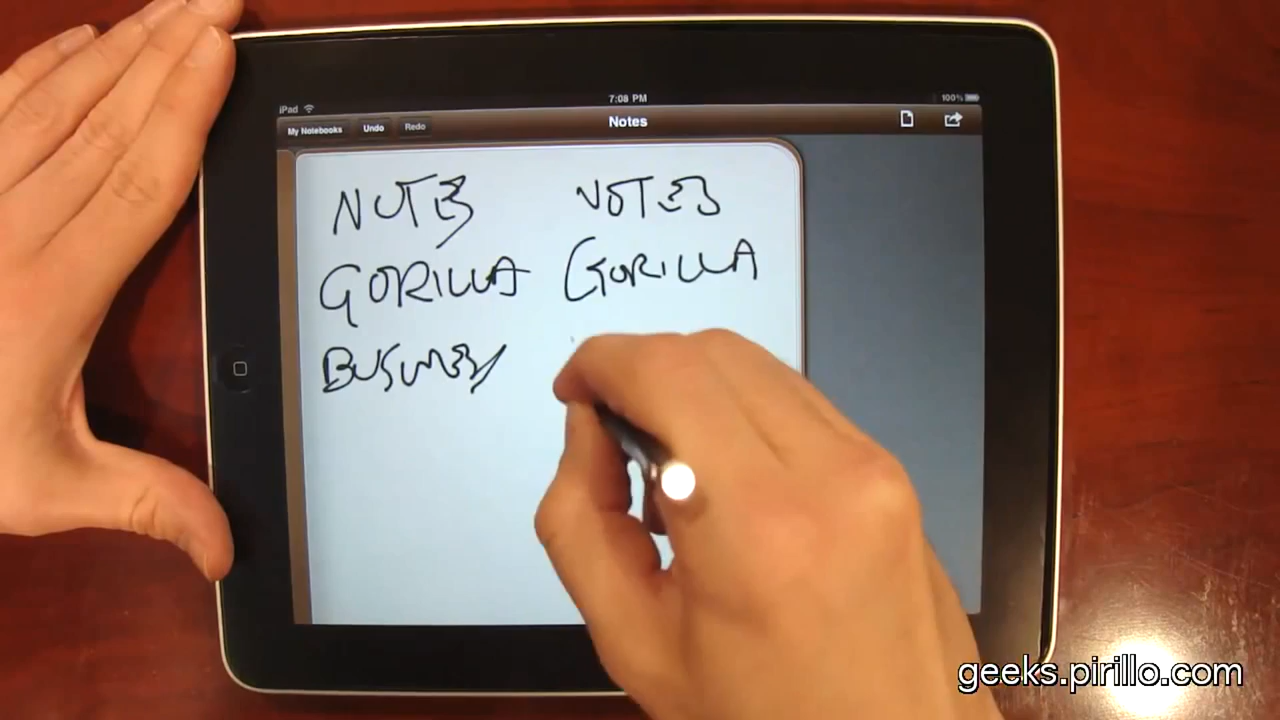 iPad 7:08 PM 100%
My Notebooks Undo Redo Notes
NOTES NOTES
GORILLA GORILLA
BUSINESS
geeks.pirillo.com